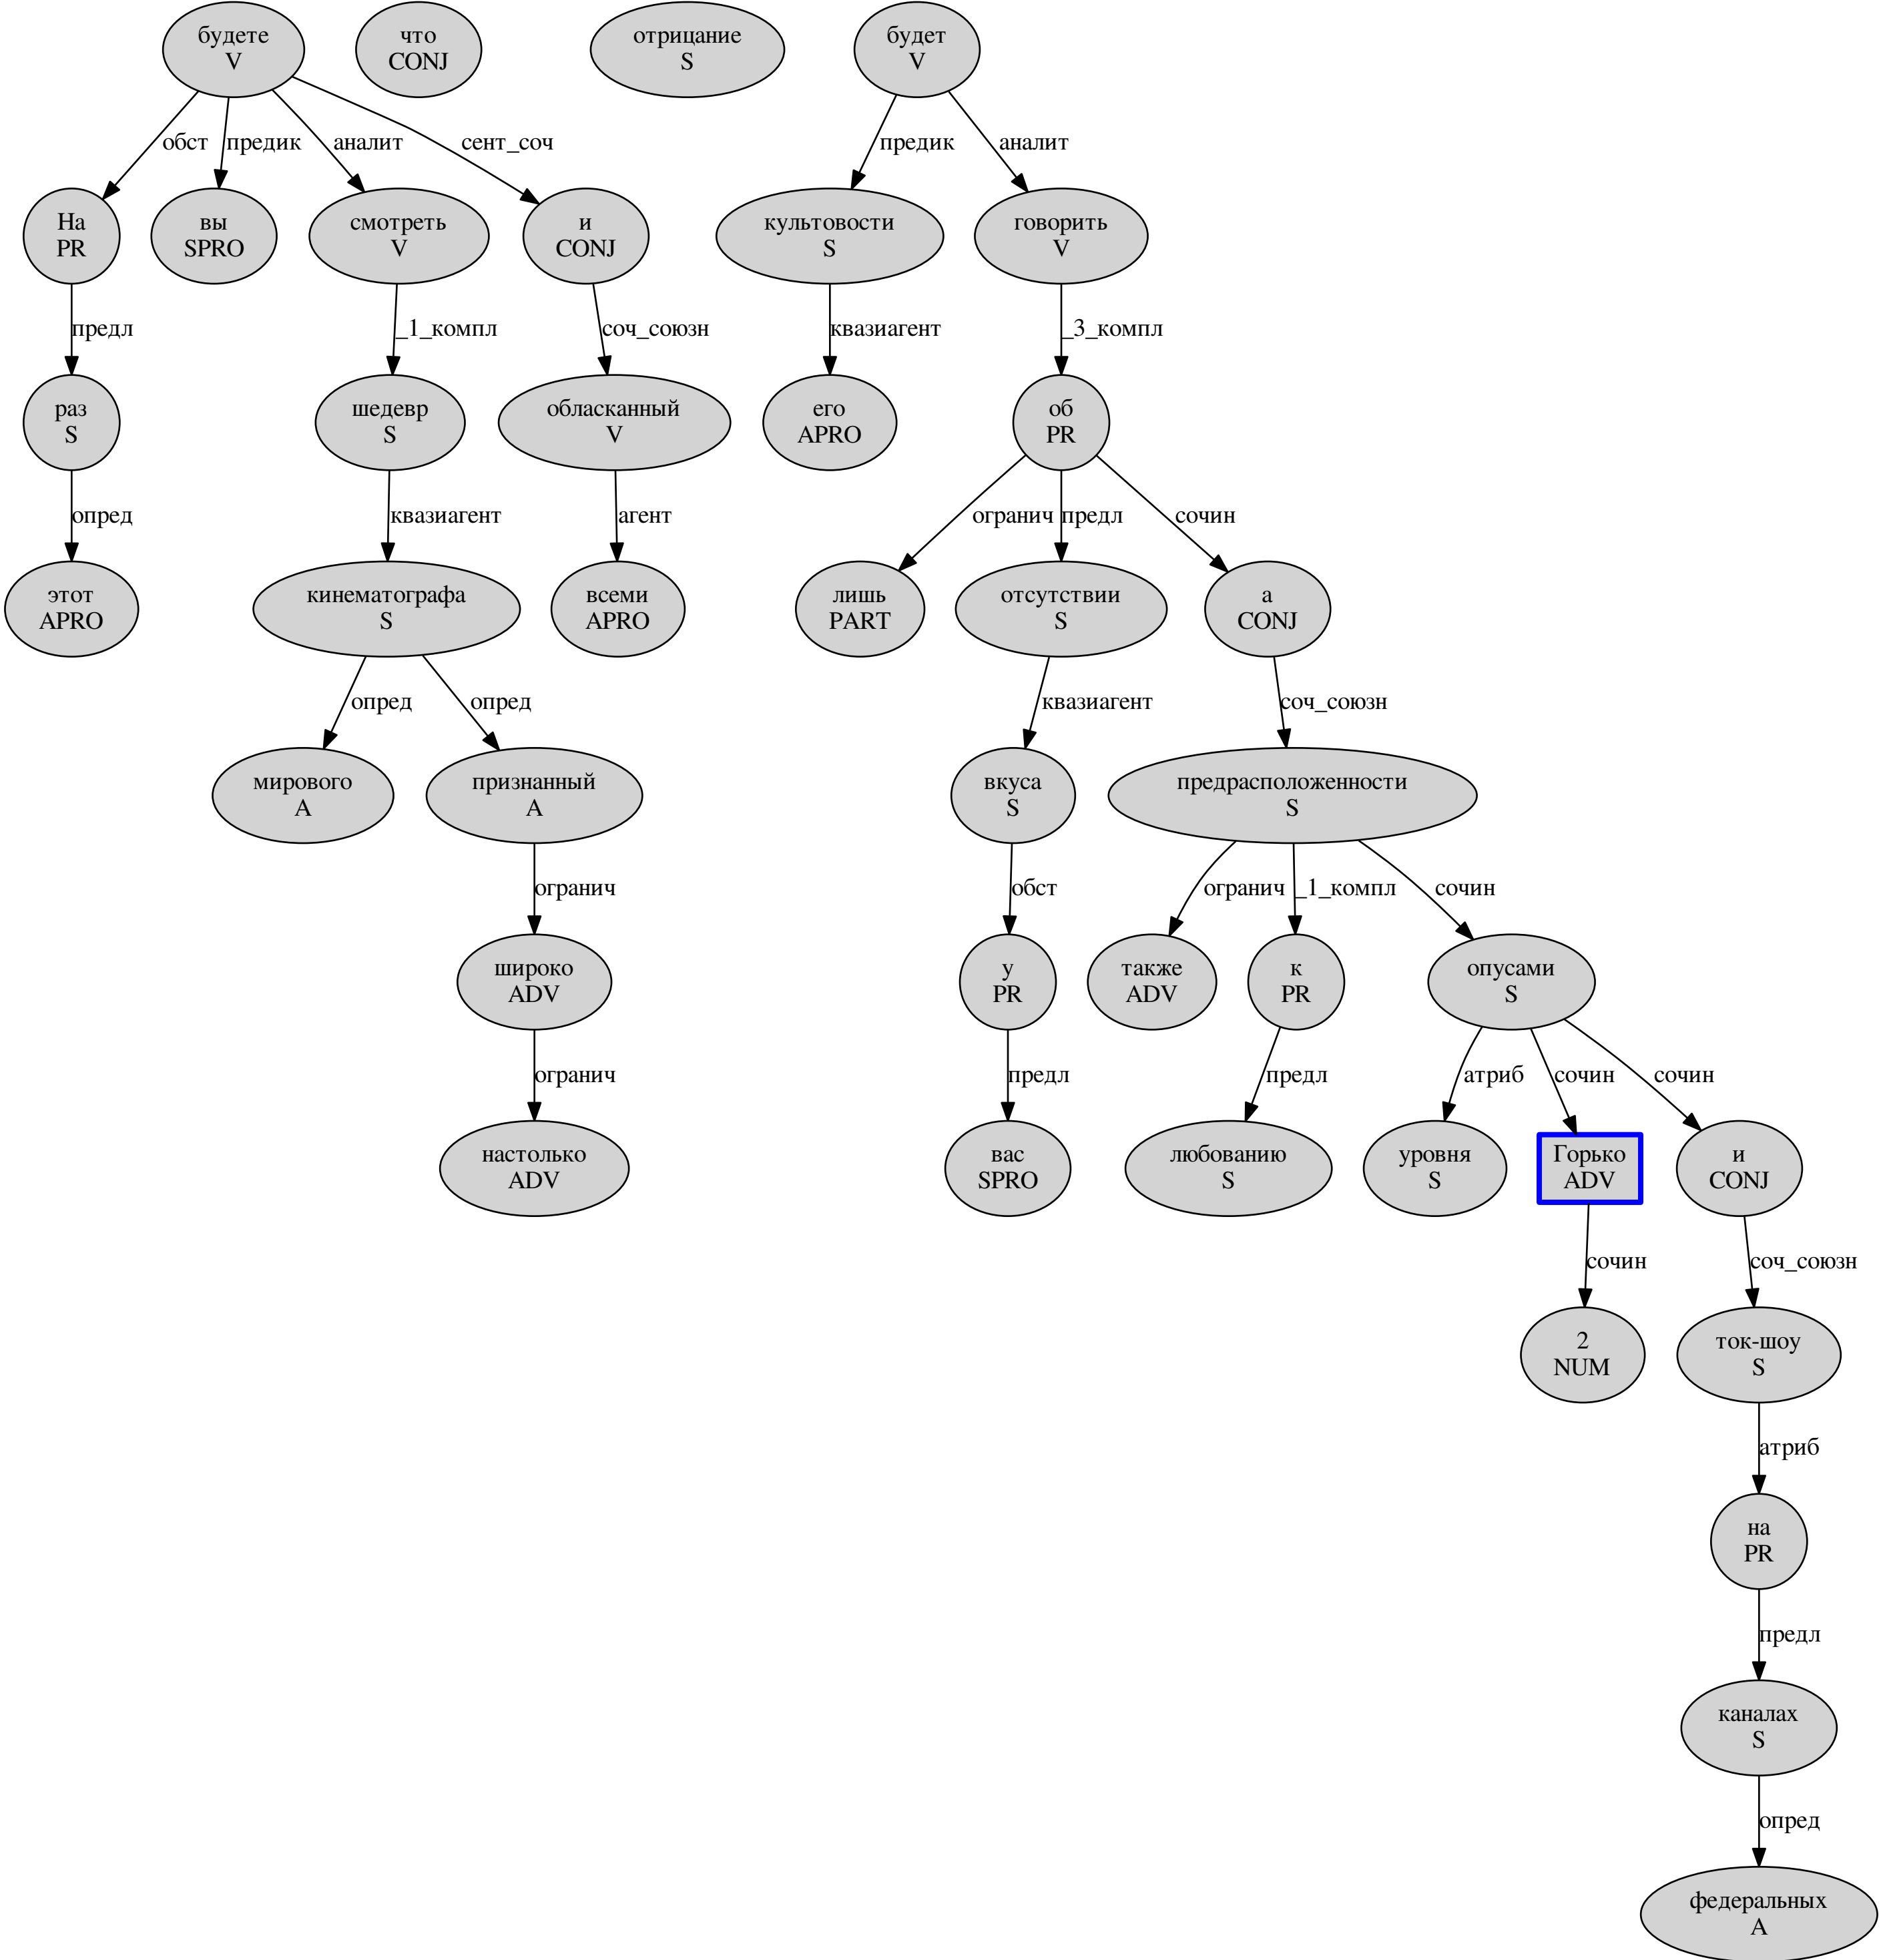 будете
V
что
CONJ
отрицание
S
будет
V
обст
предик
аналит
сент_соч
предик
аналит
На
PR
вы
SPRO
смотреть
V
и
CONJ
культовости
S
говорить
V
предл
_1_компл
соч_союзн
квазиагент
_3_компл
раз
S
шедевр
S
обласканный
V
его
APRO
об
PR
опред
квазиагент
агент
огранич
предл
сочин
этот
APRO
кинематографа
S
всеми
APRO
лишь
PART
отсутствии
S
а
CONJ
опред
опред
квазиагент
соч_союзн
мирового
A
признанный
A
вкуса
S
предрасположенности
S
огранич
обст
огранич
_1_компл
сочин
широко
ADV
у
PR
также
ADV
к
PR
опусами
S
огранич
предл
предл
атриб
сочин
сочин
настолько
ADV
вас
SPRO
любованию
S
уровня
S
Горько
ADV
и
CONJ
сочин
соч_союзн
2
NUM
ток-шоу
S
атриб
на
PR
предл
каналах
S
опред
федеральных
A